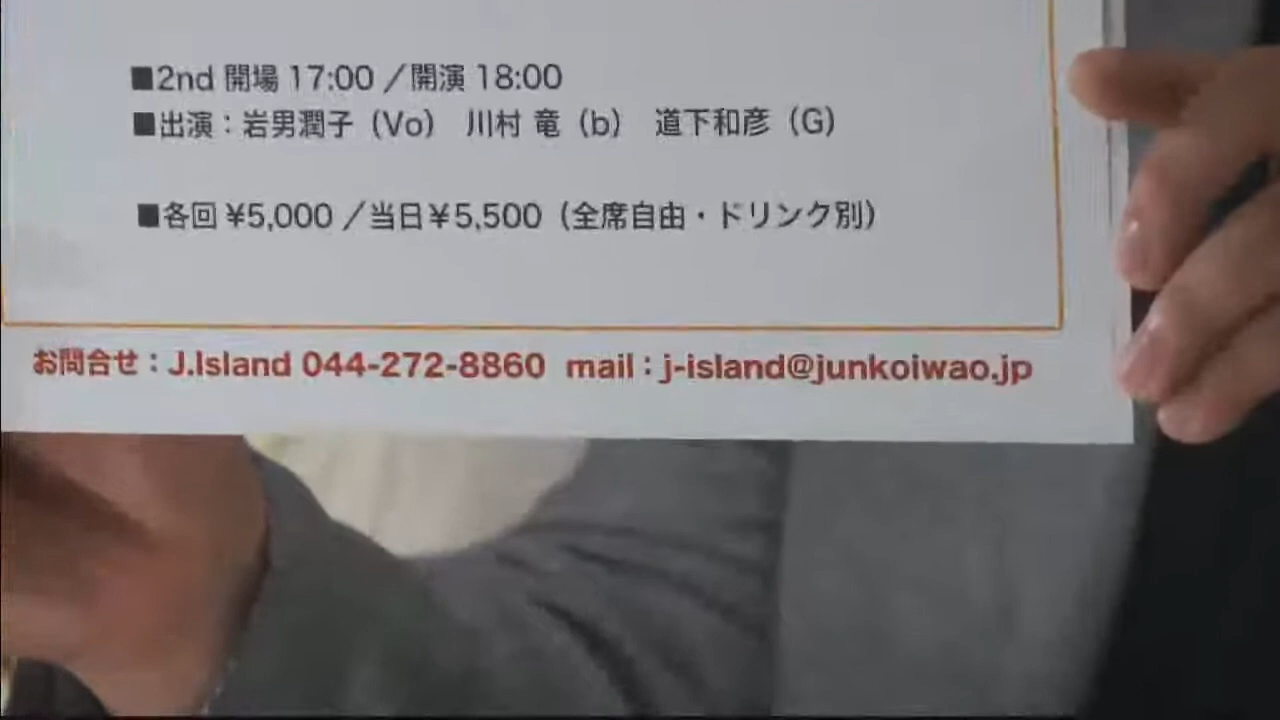 ■2nd 開場 17:00 ／開演 18:00
■出演：岩男潤子（Vo） 川村 竜（b） 道下和彦（G）
■各回 ¥5,000 ／当日¥5,500（全席自由・ドリンク別）
お問合せ：J.Island 044-272-8860 mail：j-island@junkoiwao.jp